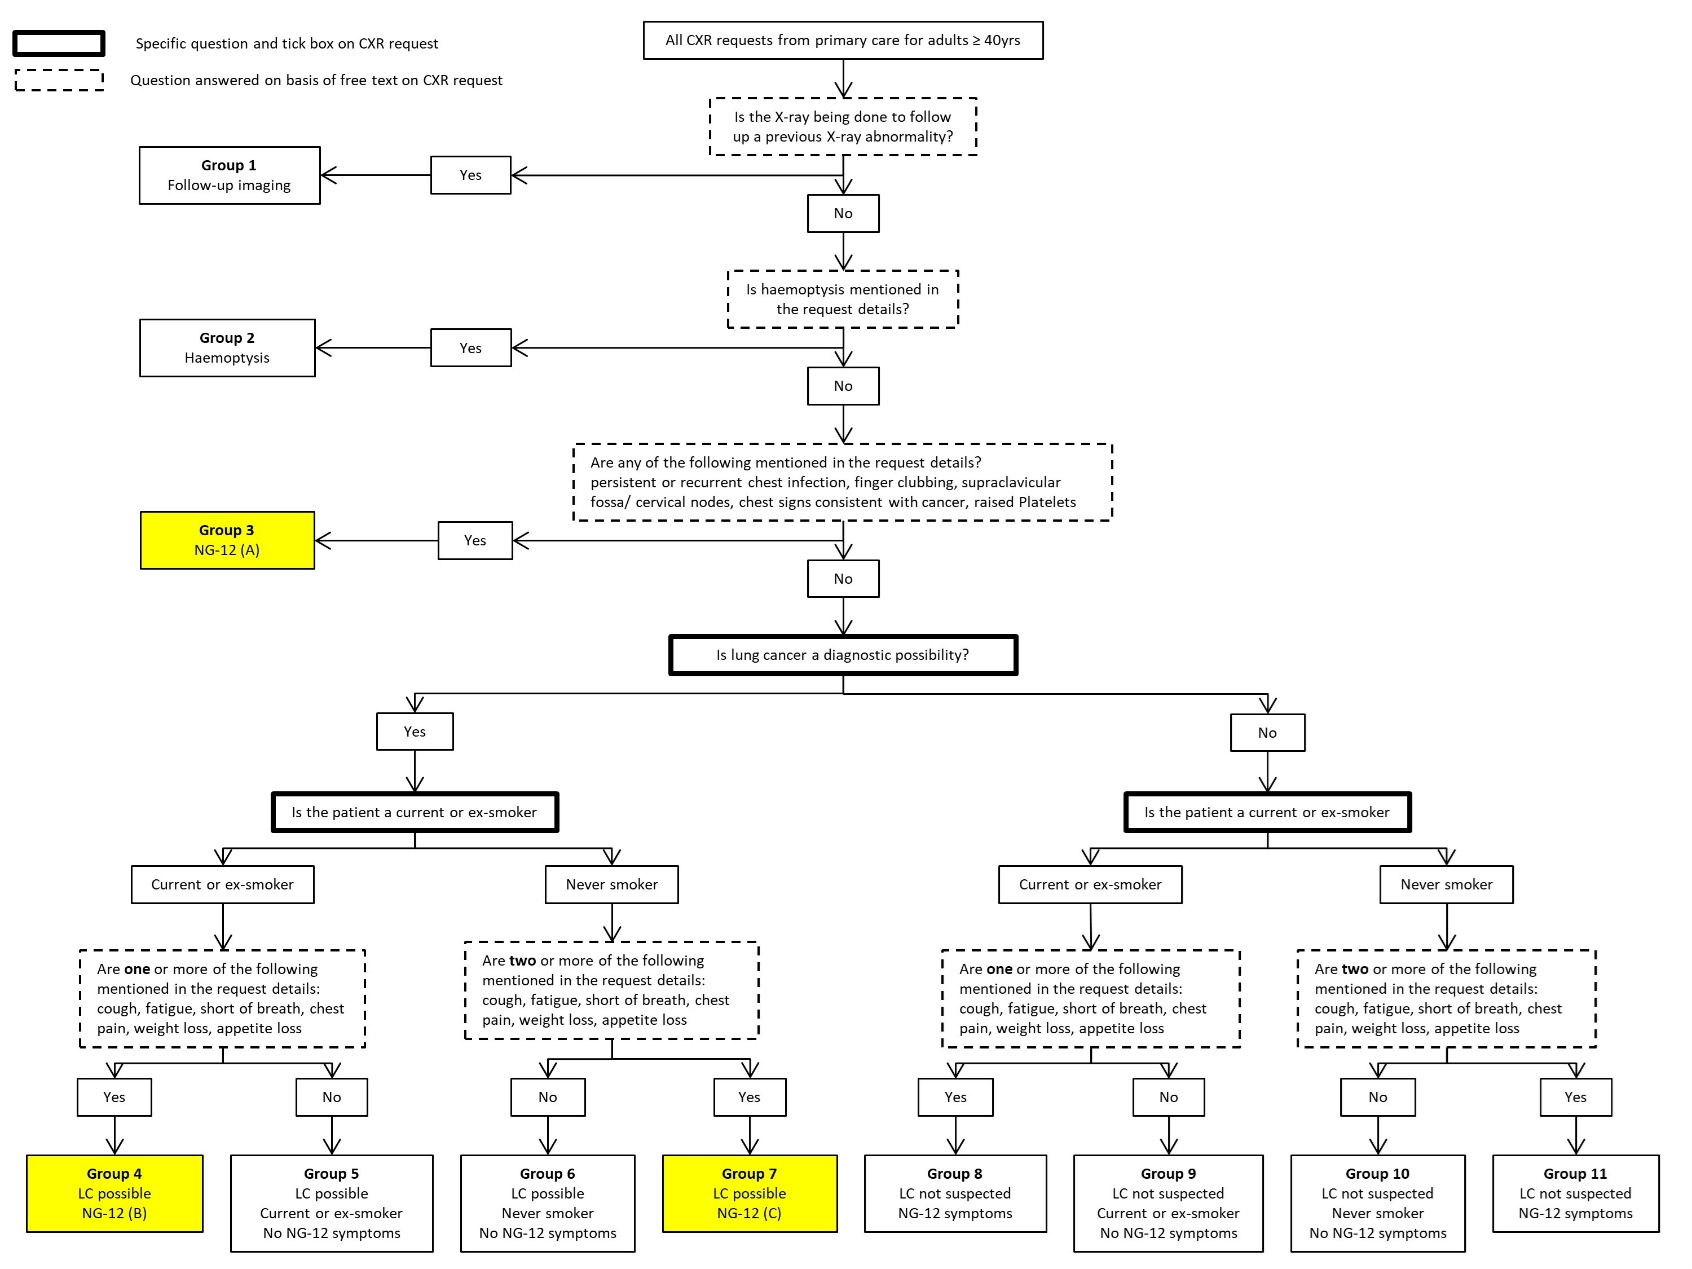 Specific question and tick box on CXR request
Question answered on basis of free text on CXR request
All CXR requests from primary care for adults ≥ 40yrs
Is the X-ray being done to follow
up a previous X-ray abnormality?
Group 1
Follow-up imaging
Yes
No
Is haemoptysis mentioned in
the request details?
Group 2
Haemoptysis
Yes
No
Are any of the following mentioned in the request details?
persistent or recurrent chest infection, finger clubbing, supraclavicular
fossa/ cervical nodes, chest signs consistent with cancer, raised Platelets
Group 3
NG-12 (A)
Yes
No
Is lung cancer a diagnostic possibility?
Yes
No
Is the patient a current or ex-smoker
Is the patient a current or ex-smoker
Current or ex-smoker
Never smoker
Current or ex-smoker
Never smoker
Are one or more of the following
mentioned in the request details:
cough, fatigue, short of breath, chest
pain, weight loss, appetite loss
Are two or more of the following
mentioned in the request details:
cough, fatigue, short of breath, chest
pain, weight loss, appetite loss
Are one or more of the following
mentioned in the request details:
cough, fatigue, short of breath, chest
pain, weight loss, appetite loss
Are two or more of the following
mentioned in the request details:
cough, fatigue, short of breath, chest
pain, weight loss, appetite loss
Yes
No
No
Yes
Yes
No
No
Yes
Group 4
LC possible
NG-12 (B)
Group 5
LC possible
Current or ex-smoker
No NG-12 symptoms
Group 6
LC possible
Never smoker
No NG-12 symptoms
Group 7
LC possible
NG-12 (C)
Group 8
LC not suspected
NG-12 symptoms
Group 9
LC not suspected
Current or ex-smoker
No NG-12 symptoms
Group 10
LC not suspected
Never smoker
No NG-12 symptoms
Group 11
LC not suspected
NG-12 symptoms